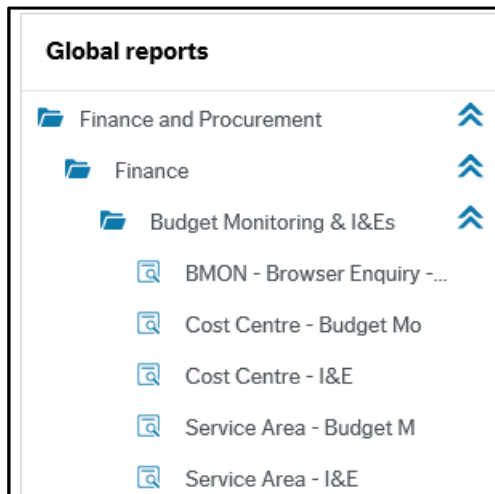 Global reports
Finance and Procurement
Finance
Budget Monitoring & I&Es
BMON - Browser Enquiry -...
Cost Centre - Budget Mo
Cost Centre - I&E
Service Area - Budget M
Service Area - I&E